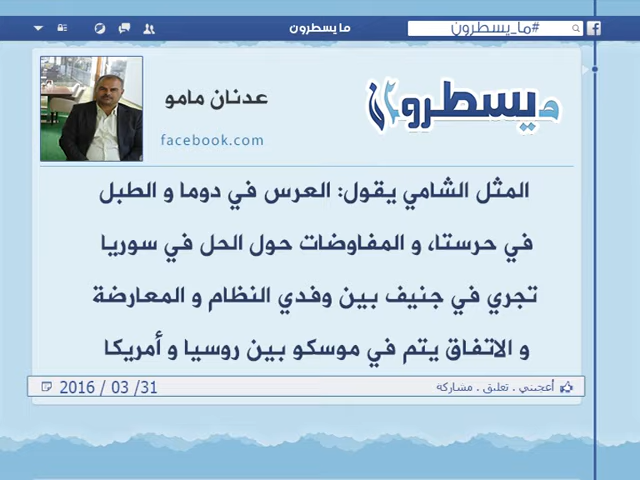 #ما_يسطرون
ما يسطرون
ما يسطرون
عدنان مامو
facebook.com
المثل الشامي يقول: العرس في دوما و الطبل
في حرستا، و المفاوضات حول الحل في سوريا
تجري في جنيف بين وفدي النظام و المعارضة
و الاتفاق يتم في موسكو بين روسيا و أمريكا
أعجبني . تعليق . مشاركة
2016 / 03 /31